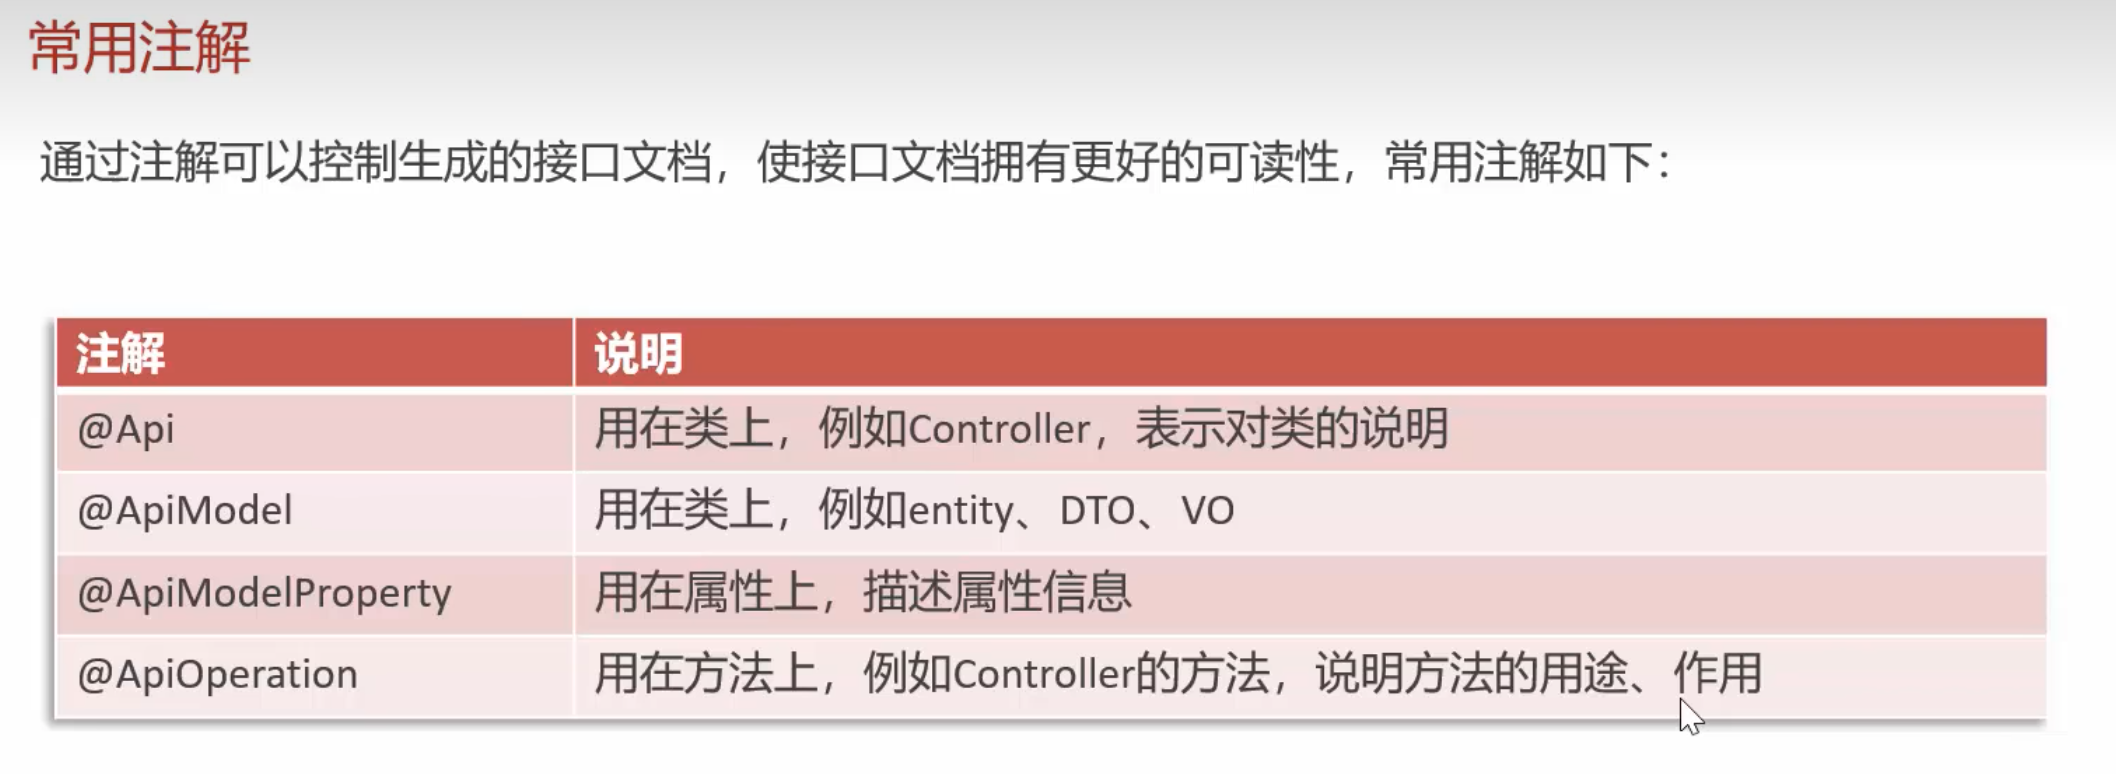 常用注解
通过注解可以控制生成的接口文档，使接口文档拥有更好的可读性，常用注解如下：
注解 说明
@Api 用在类上，例如Controller，表示对类的说明
@ApiModel 用在类上，例如entity、DTO、VO
@ApiModelProperty 用在属性上，描述属性信息
@ApiOperation 用在方法上，例如Controller的方法，说明方法的用途、作用